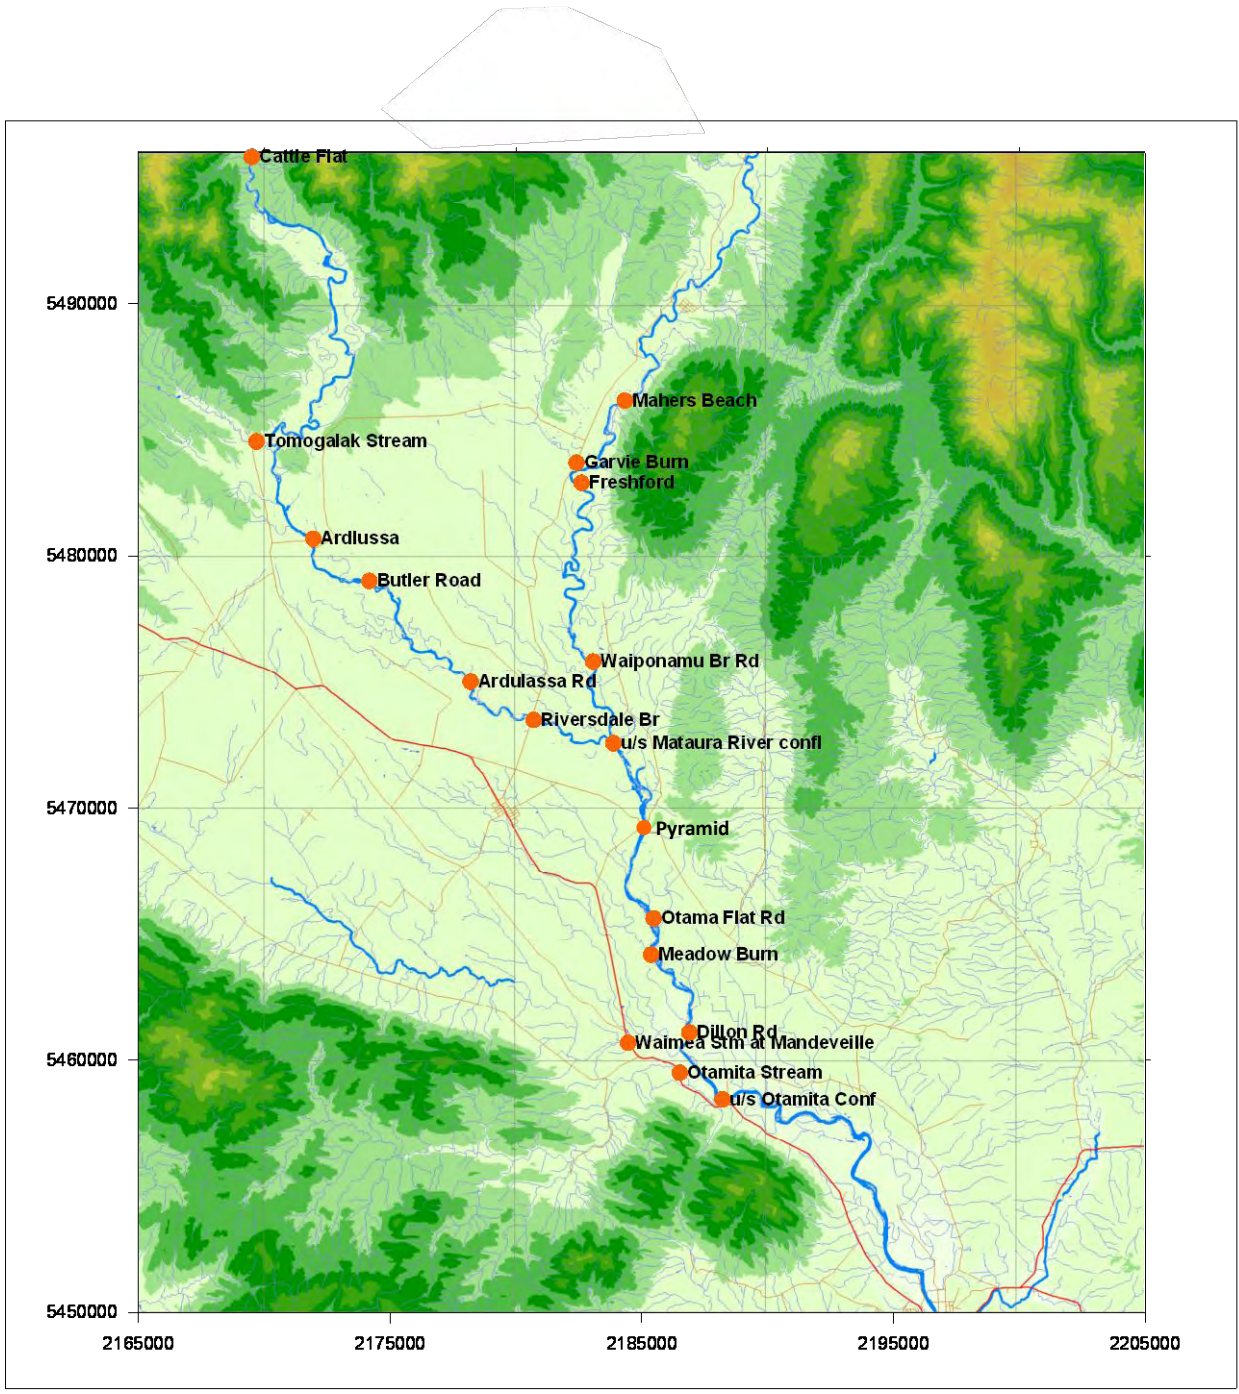 Cattle Flat
5490000
Mahers Beach
Tomogalak Stream
Garvie Burn
Freshford
Ardlussa
5480000
Butler Road
Waiponamu Br Rd
Ardulassa Rd
Riversdale Br
u/s Mataura River confl
5470000
Pyramid
Otama Flat Rd
Meadow Burn
Dillon Rd
Waimea Stm at Mandeveille
5460000
Otamita Stream
u/s Otamita Conf
5450000
2165000 2175000 2185000 2195000 2205000